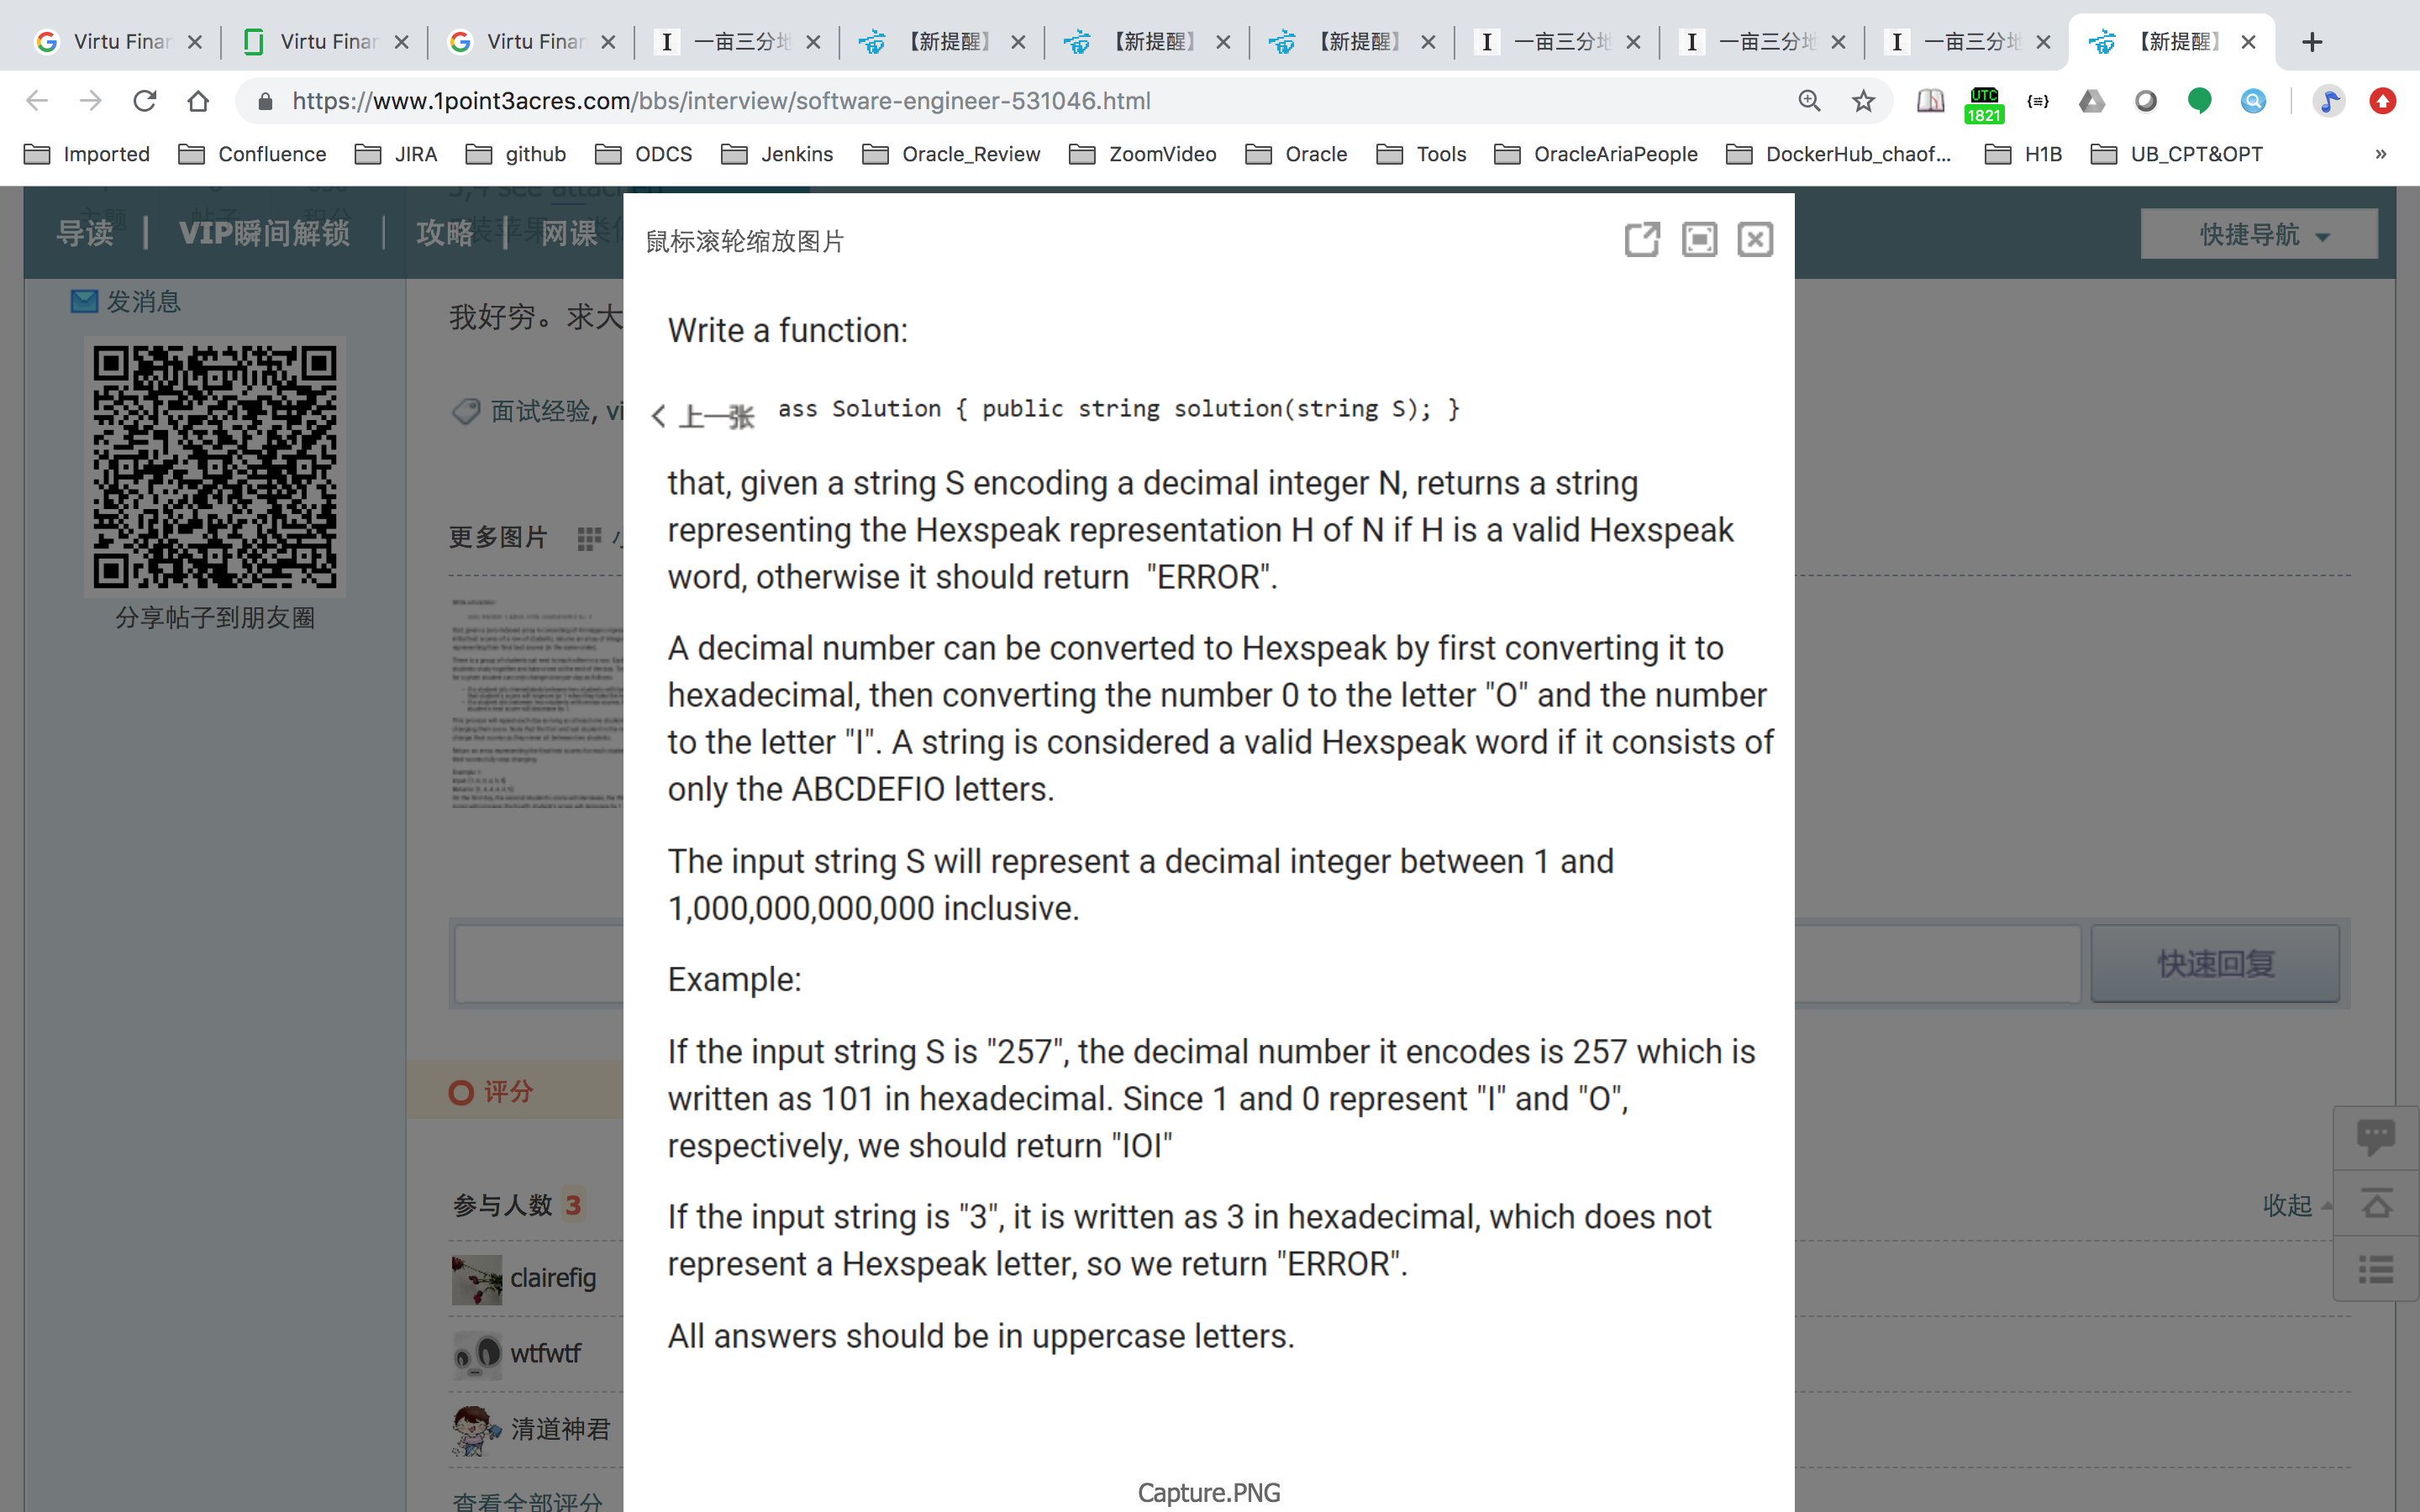 Virtu Finan
Virtu Finan
Virtu Finan
一亩三分地
【新提醒】
【新提醒】
【新提醒】
一亩三分地
一亩三分地
一亩三分地
【新提醒】
https://www.1point3acres.com/bbs/interview/software-engineer-531046.html
UTC
1821
Imported
Confluence
JIRA
github
ODCS
Jenkins
Oracle_Review
ZoomVideo
Oracle
Tools
OracleAriaPeople
DockerHub_chaof...
H1B
UB_CPT&OPT
»
导读
VIP瞬间解锁
攻略
网课
快捷导航
鼠标滚轮缩放图片
发消息
我好穷。求大
Write a function:
面试经验, vi
上一张
ass Solution { public string solution(string S); }
that, given a string S encoding a decimal integer N, returns a string
representing the Hexspeak representation H of N if H is a valid Hexspeak
word, otherwise it should return "ERROR".
更多图片
分享帖子到朋友圈
A decimal number can be converted to Hexspeak by first converting it to
hexadecimal, then converting the number 0 to the letter "O" and the number
to the letter "I". A string is considered a valid Hexspeak word if it consists of
only the ABCDEFIO letters.
The input string S will represent a decimal integer between 1 and
1,000,000,000,000 inclusive.
快速回复
Example:
If the input string S is "257", the decimal number it encodes is 257 which is
written as 101 in hexadecimal. Since 1 and 0 represent "I" and "O",
respectively, we should return "IOI"
评分
参与人数 3
收起
If the input string is "3", it is written as 3 in hexadecimal, which does not
represent a Hexspeak letter, so we return "ERROR".
clairefig
All answers should be in uppercase letters.
wtfwtf
清道神君
查看全部评分
Capture.PNG